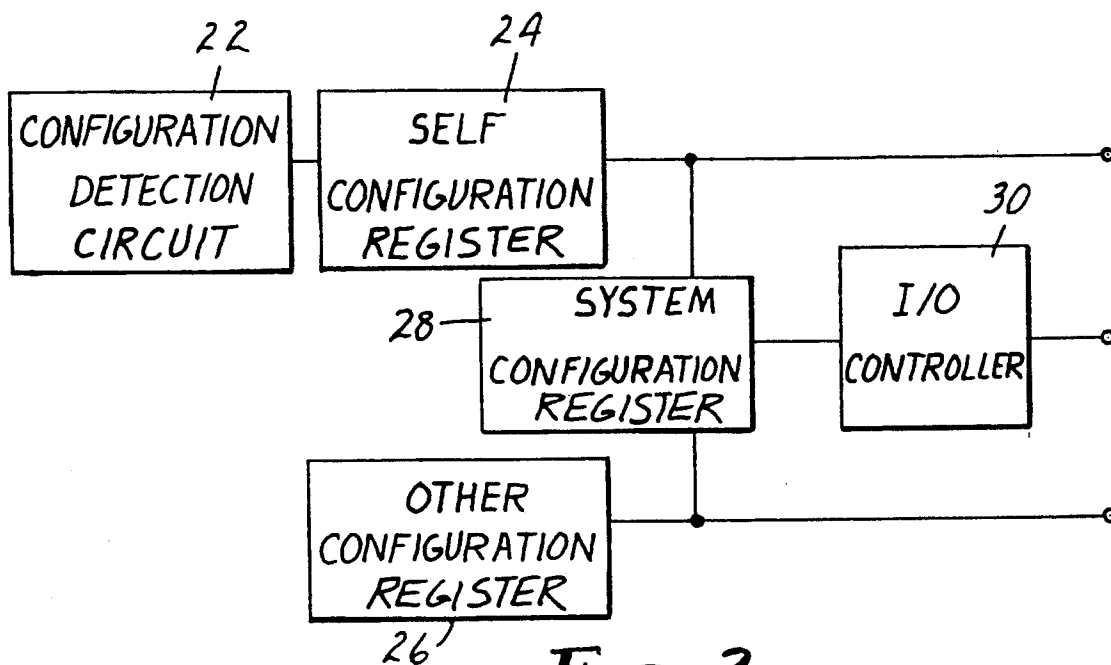 22
24
CONFIGURATION
DETECTION
CIRCUIT
SELF
CONFIGURATION
REGISTER
30
28
SYSTEM
CONFIGURATION
REGISTER
I/O
CONTROLLER
OTHER
CONFIGURATION
REGISTER
26